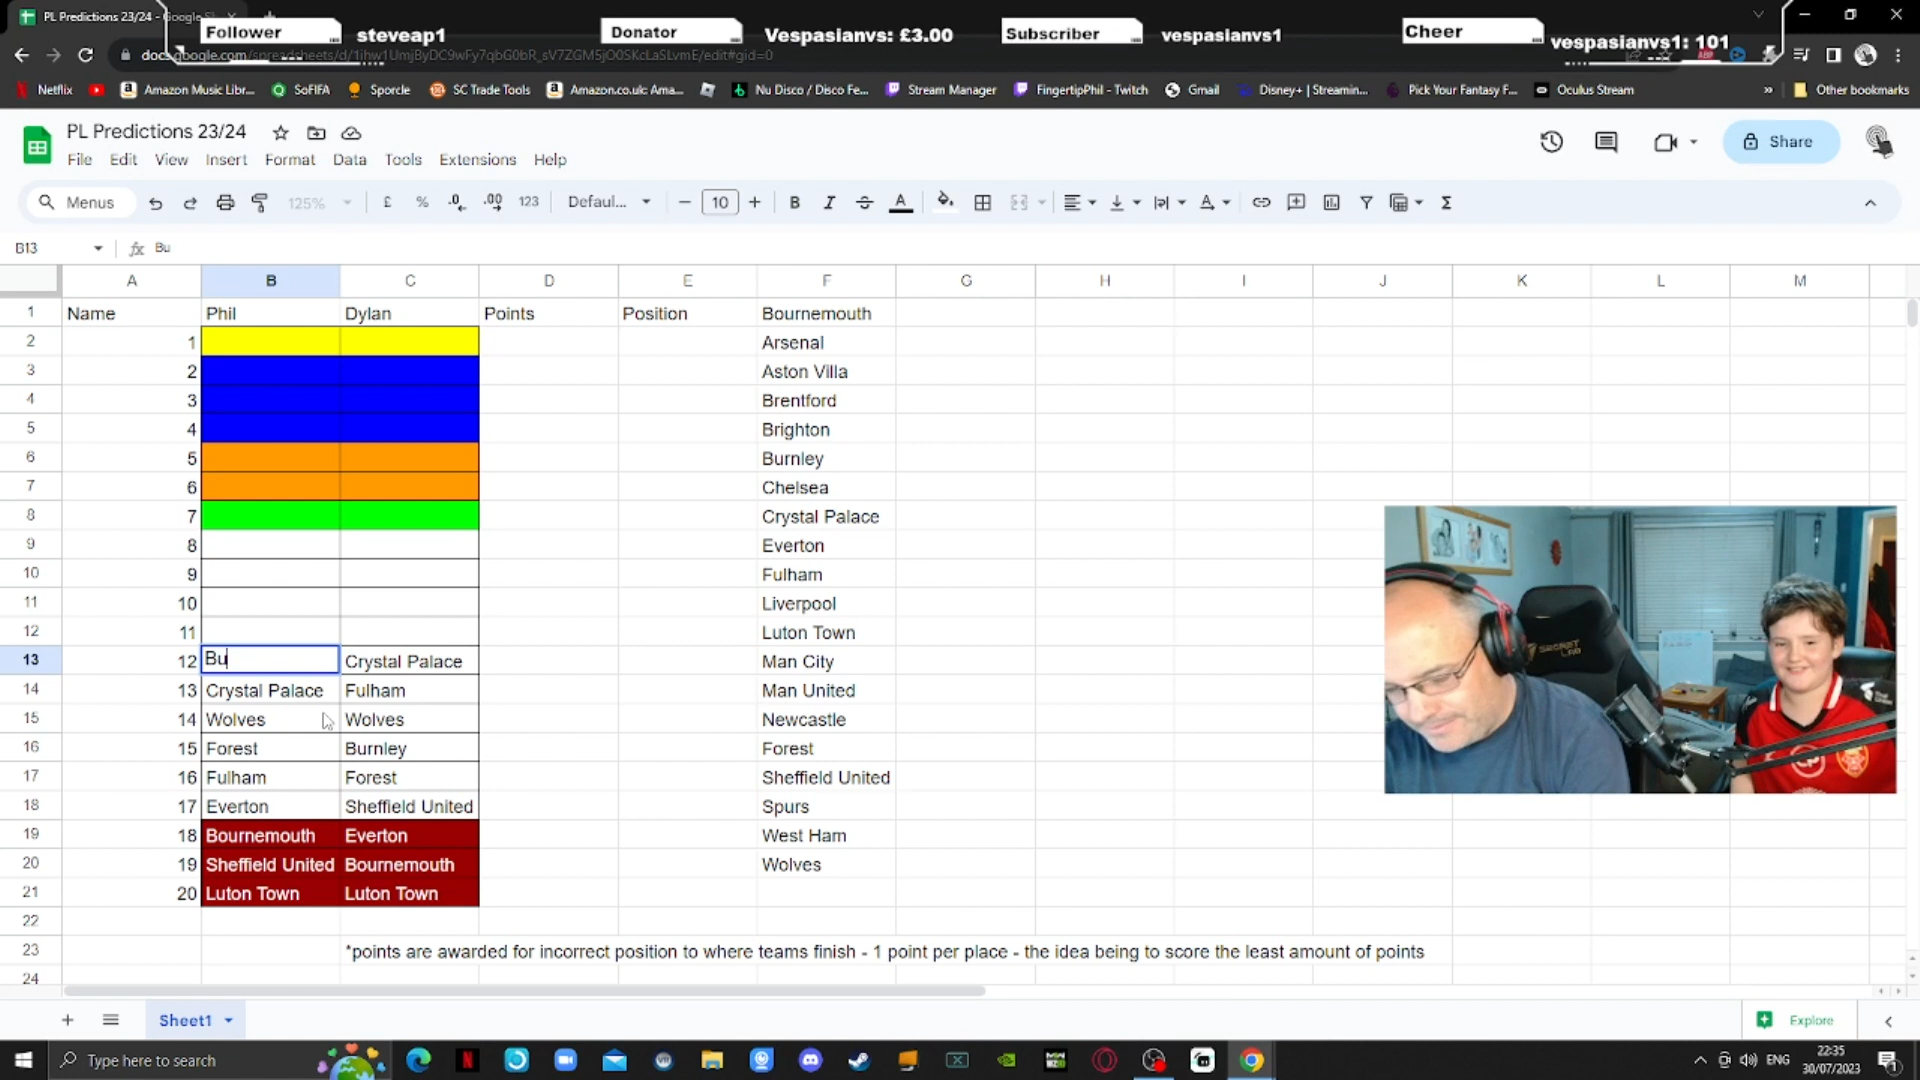 PL Predictions 23/24 - Google S
Follower
steveap1
Donator
Vespasianvs: £3.00
Subscriber
vespasianvs1
Cheer
vespasianvs1: 101
Netflix
Amazon Music Libr...
SoFIFA
Sporcle
SC Trade Tools
Amazon.co.uk: Ama...
Nu Disco / Disco Fe...
Stream Manager
FingertipPhil - Twitch
Gmail
Disney+ | Streamin...
Pick Your Fantasy F...
Oculus Stream
»
Other bookmarks
PL Predictions 23/24
File Edit View Insert Format Data Tools Extensions Help
Share
Menus 125% £ % .0 .00 123 Defaul... 10 B I A Σ
B13 fx Bu
A B C D E F G H I J K L M
1 Name Phil Dylan Points Position Bournemouth
2 1 Arsenal
3 2 Aston Villa
4 3 Brentford
5 4 Brighton
6 5 Burnley
7 6 Chelsea
8 7 Crystal Palace
9 8 Everton
10 9 Fulham
11 10 Liverpool
12 11 Luton Town
13 12 Bu Crystal Palace Man City
14 13 Crystal Palace Fulham Man United
15 14 Wolves Wolves Newcastle
16 15 Forest Burnley Forest
17 16 Fulham Forest Sheffield United
18 17 Everton Sheffield United Spurs
19 18 Bournemouth Everton West Ham
20 19 Sheffield United Bournemouth Wolves
21 20 Luton Town Luton Town
22
23 *points are awarded for incorrect position to where teams finish - 1 point per place - the idea being to score the least amount of points
24
Sheet1
Explore
Type here to search
ENG
22:35
30/07/2023